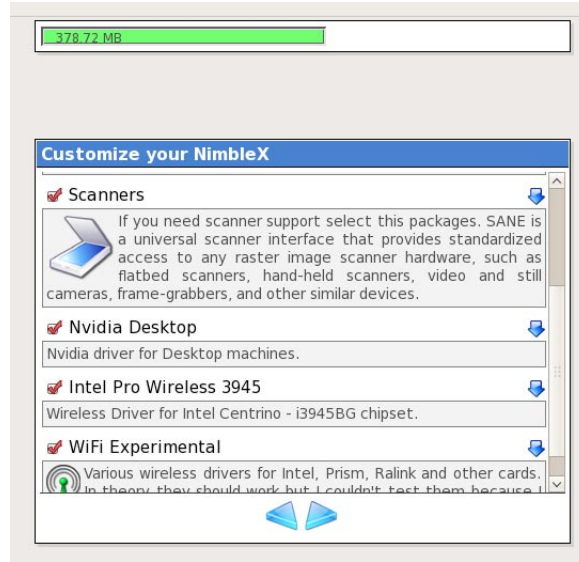 378.72 MB
Customize your NimbleX
Scanners
If you need scanner support select this packages. SANE is
a universal scanner interface that provides standardized
access to any raster image scanner hardware, such as
flatbed scanners, hand-held scanners, video and still
cameras, frame-grabbers, and other similar devices.
Nvidia Desktop
Nvidia driver for Desktop machines.
Intel Pro Wireless 3945
Wireless Driver for Intel Centrino - i3945BG chipset.
WiFi Experimental
Various wireless drivers for Intel, Prism, Ralink and other cards.
In theory they should work but I couldn't test them because I